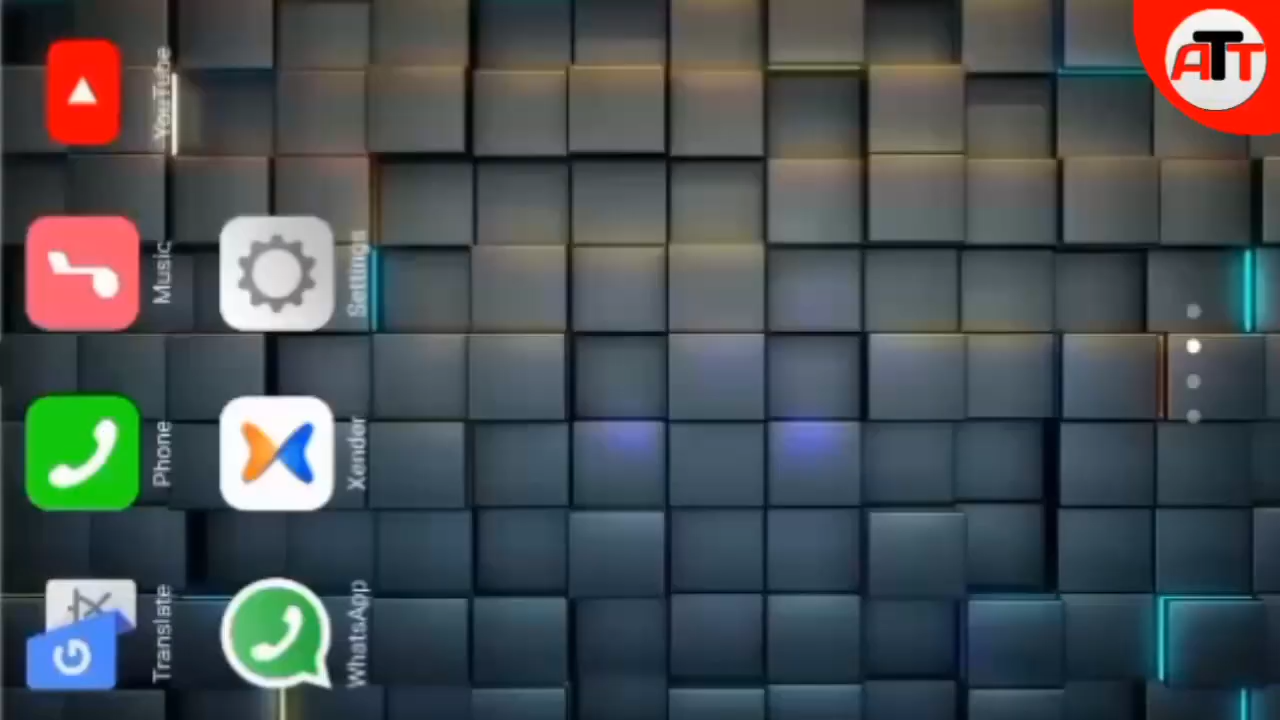 Translate
Phone
Music
YouTube
WhatsApp
Xender
Settings
ATT